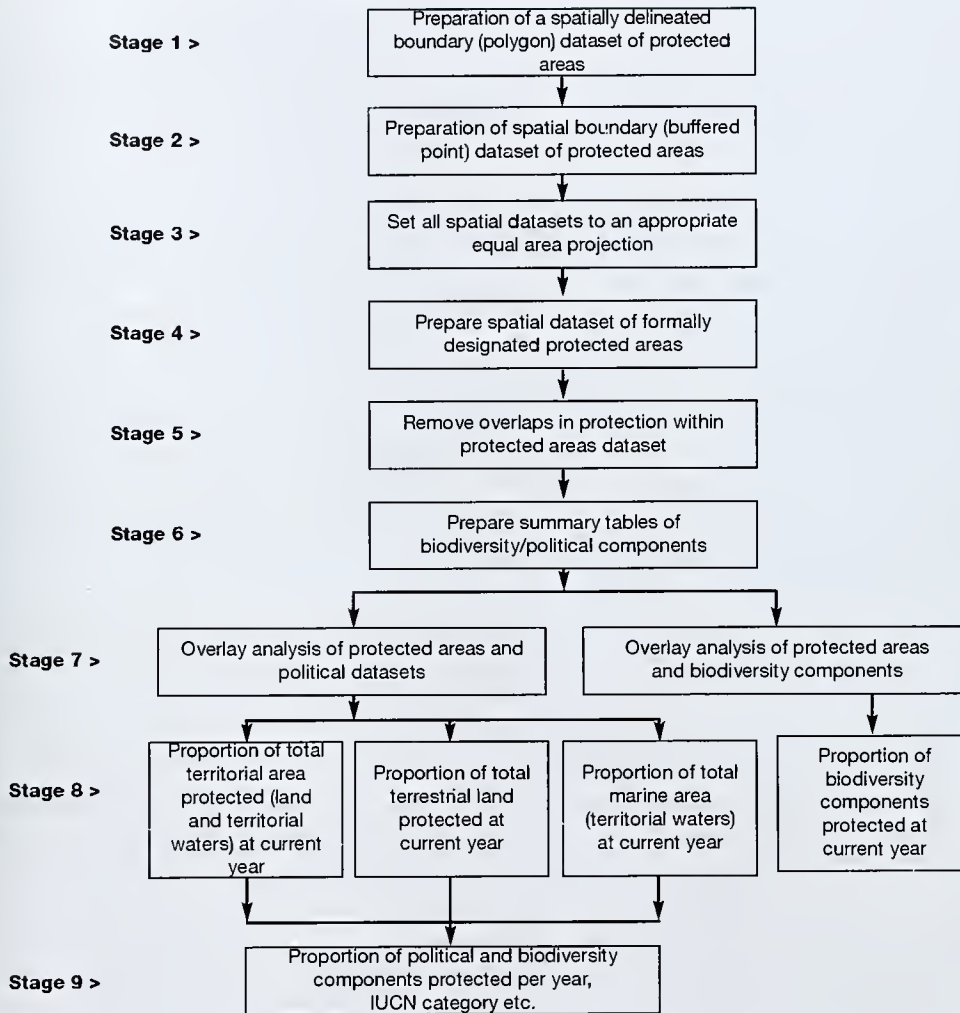 Stage 1 >
Preparation of a spatially delineated
boundary (polygon) dataset of protected
areas
Stage 2 >
Preparation of spatial boundary (buffered
point) dataset of protected areas
Stage 3 >
Set all spatial datasets to an appropriate
equal area projection
Stage 4 >
Prepare spatial dataset of formally
designated protected areas
Stage 5 >
Remove overlaps in protection within
protected areas dataset
Stage 6 >
Prepare summary tables of
biodiversity/political components
Stage 7 >
Overlay analysis of protected areas and
political datasets
Overlay analysis of protected areas
and biodiversity components
Stage 8 >
Proportion of total
territorial area
protected (land
and territorial
waters) at current
year
Proportion of total
terrestrial land
protected at
current year
Proportion of total
marine area
(territorial waters)
at current year
Proportion of
biodiversity
components
protected at
current year
Stage 9 >
Proportion of political and biodiversity
components protected per year,
IUCN category etc.